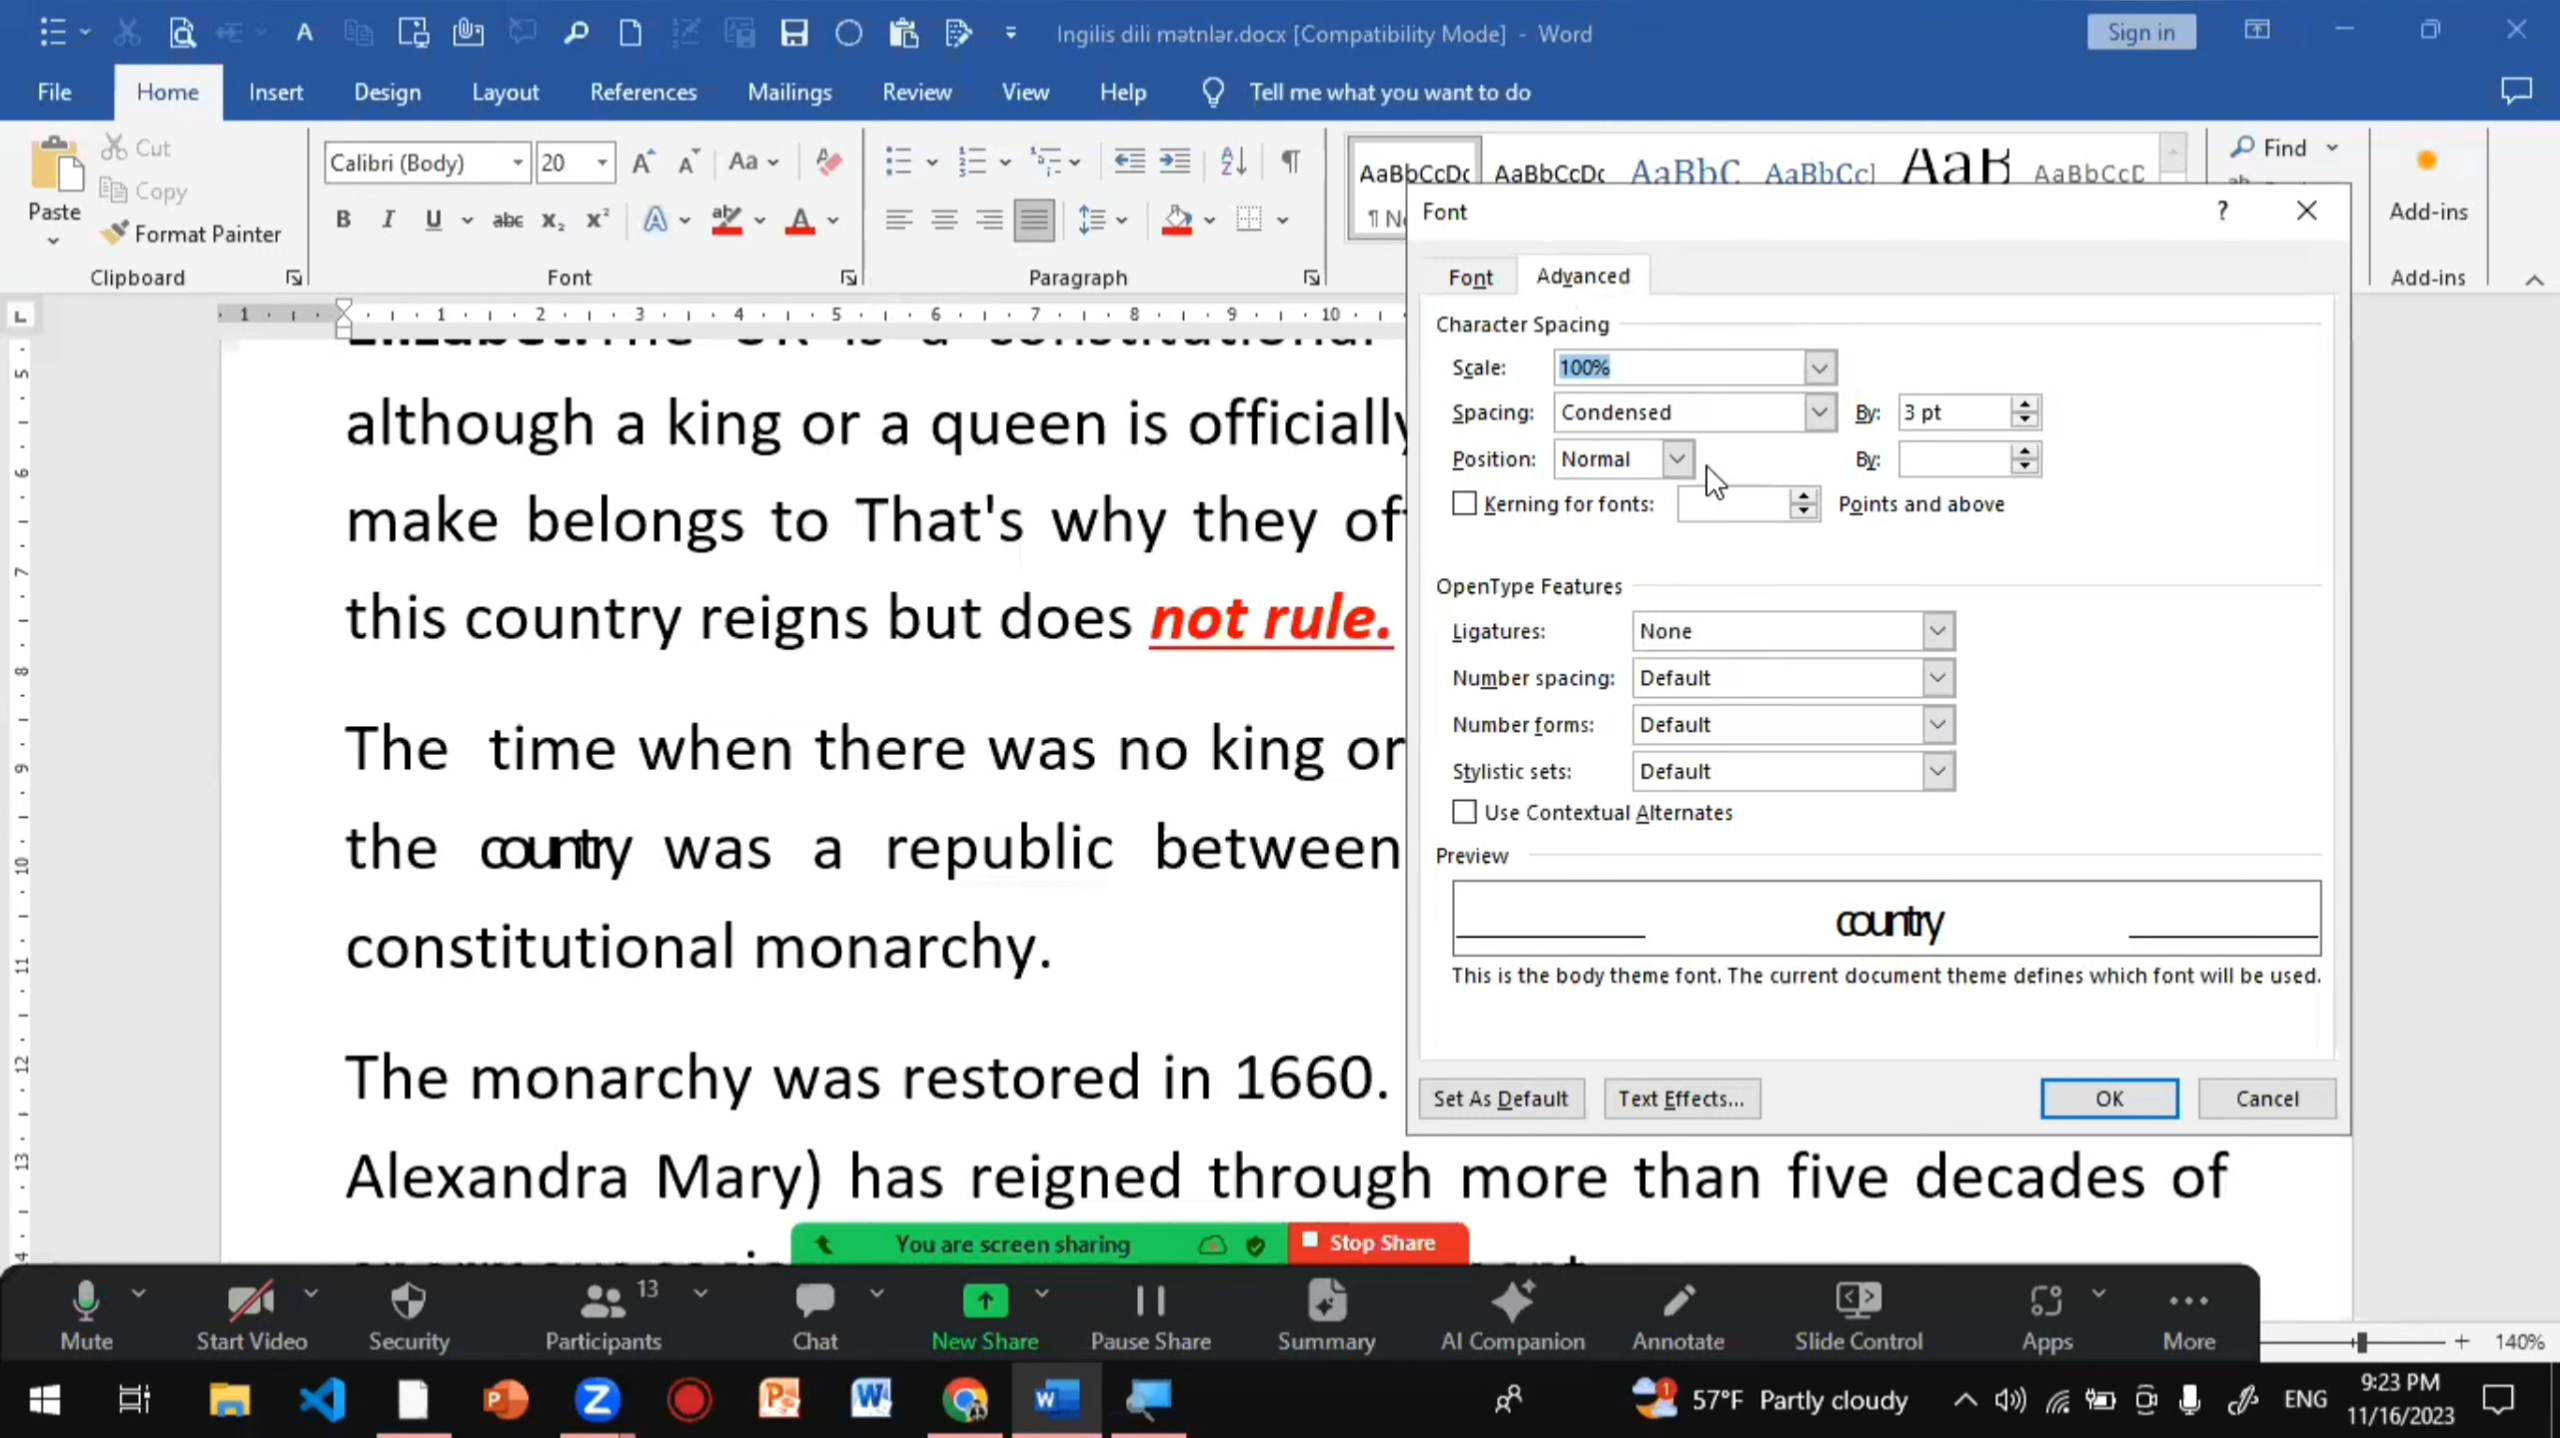 Ingilis dili mətnlər.docx [Compatibility Mode] - Word
Sign in
File Home Insert Design Layout References Mailings Review View Help Tell me what you want to do
Paste
Cut
Copy
Format Painter
Clipboard
Calibri (Body) 20
Font
Paragraph
AaBbCcDc AaBbCcDc AaBbC AaBbCc AaB AaBbCcC
Find
Add-ins
Add-ins
Font
Font Advanced
Character Spacing
Scale: 100%
Spacing: Condensed By: 3 pt
Position: Normal By:
Kerning for fonts: Points and above
OpenType Features
Ligatures: None
Number spacing: Default
Number forms: Default
Stylistic sets: Default
Use Contextual Alternates
Preview
country
This is the body theme font. The current document theme defines which font will be used.
Set As Default Text Effects... OK Cancel
although a king or a queen is officially
make belongs to That's why they of
this country reigns but does not rule.
The time when there was no king or
the country was a republic between
constitutional monarchy.
The monarchy was restored in 1660.
Alexandra Mary) has reigned through more than five decades of
You are screen sharing Stop Share
Mute Start Video Security Participants 13 Chat New Share Pause Share Summary AI Companion Annotate Slide Control Apps More
140%
57°F Partly cloudy
ENG
9:23 PM
11/16/2023